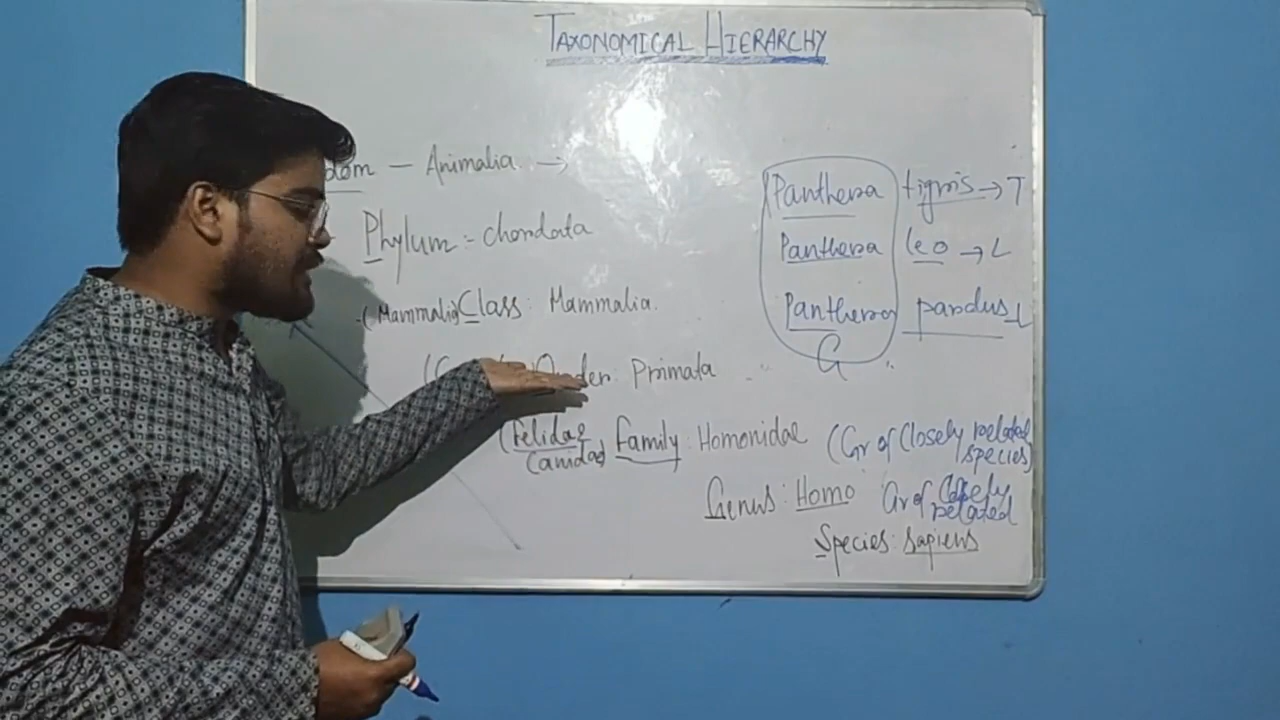 TAXONOMICAL HIERARCHY
dom — Animalia →
Phylum :- Chordata
(Mammalia) Class : Mammalia.
Order : Primata
(Felidae
Canidae) Family : Homonidae (Gr of Closely related
species)
Genus : Homo Gr of Closely
related
Species : Sapiens
Panthera tigris → T
Panthera leo → L
Panthera pardus L
G